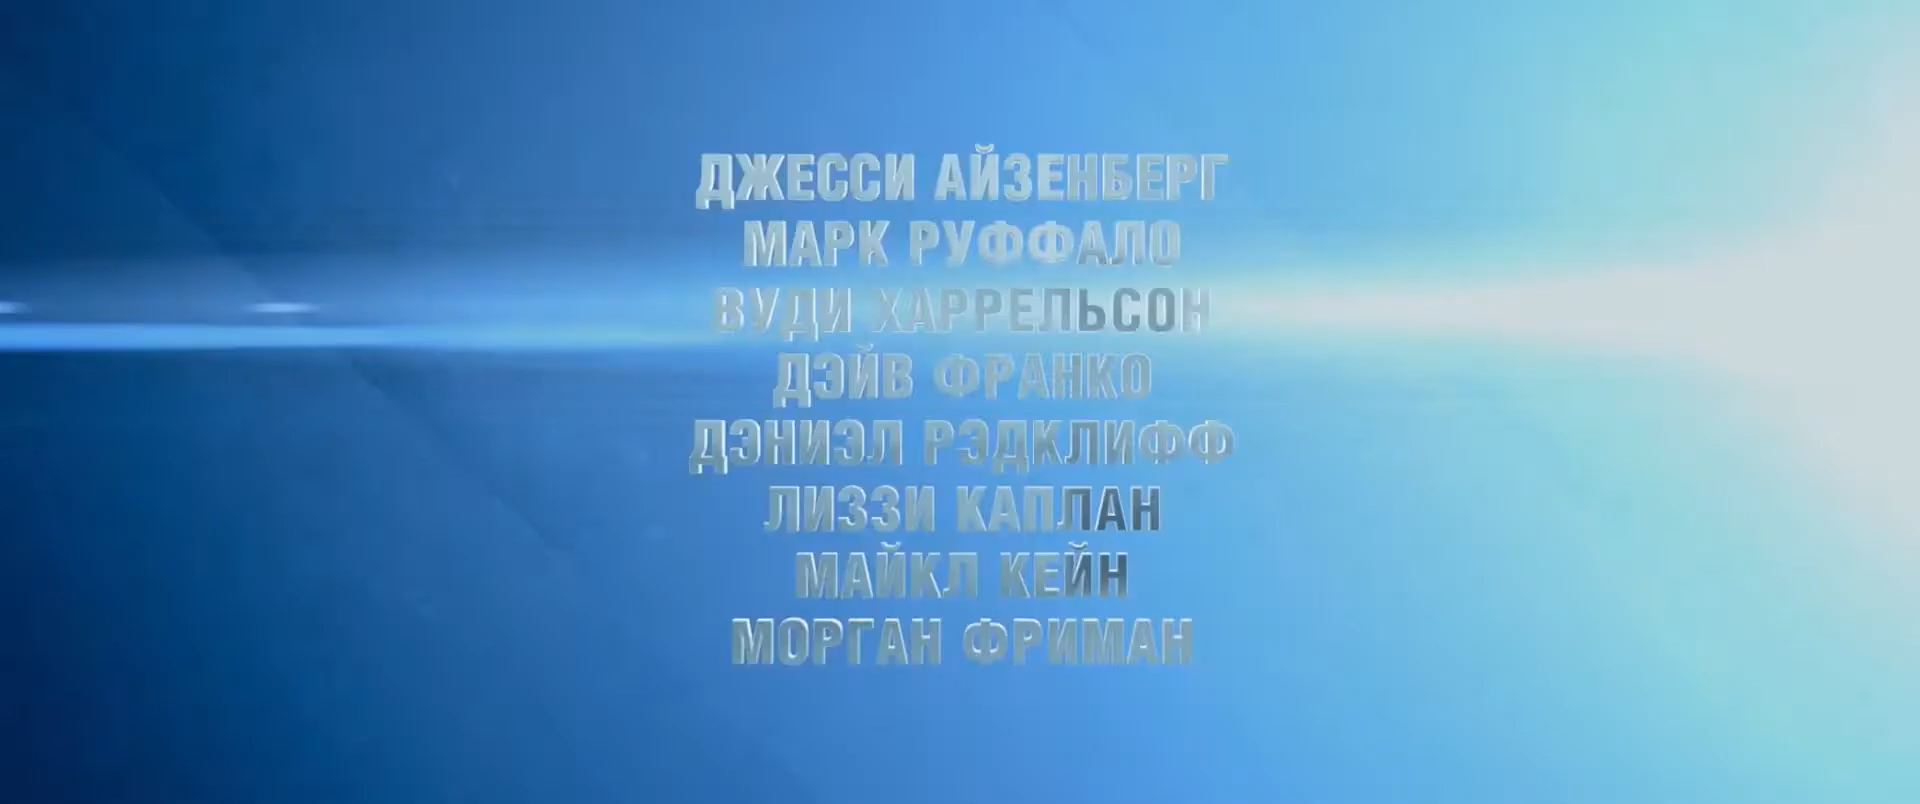 ДЖЕССИ АЙЗЕНБЕРГ
МАРК РУФФАЛО
ВУДИ ХАРРЕЛЬСОН
ДЭЙВ ФРАНКО
ДЭНИЭЛ РЭДКЛИФФ
ЛИЗЗИ КАПЛАН
МАЙКЛ КЕЙН
МОРГАН ФРИМАН